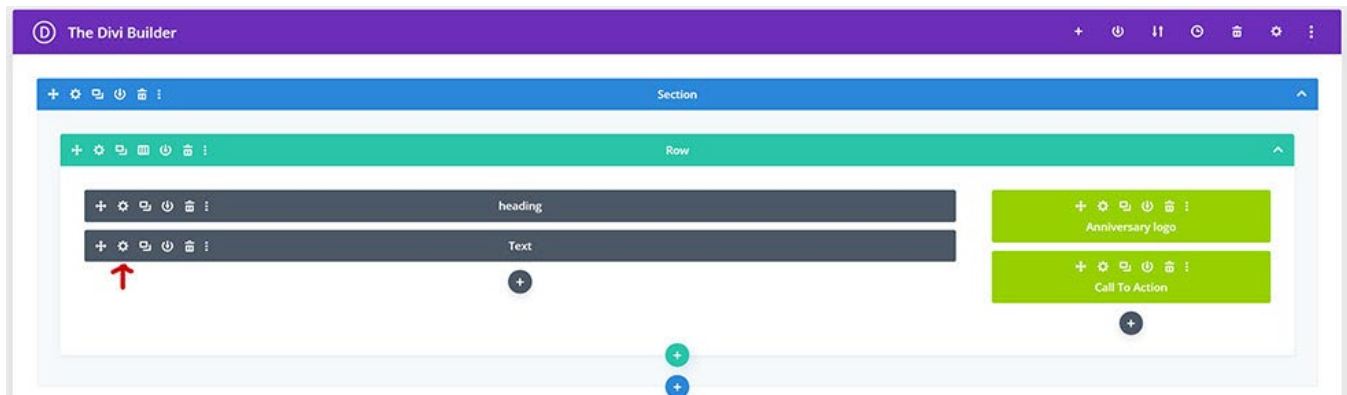 D The Divi Builder
Section
Row
heading
Text
Anniversary logo
Call To Action